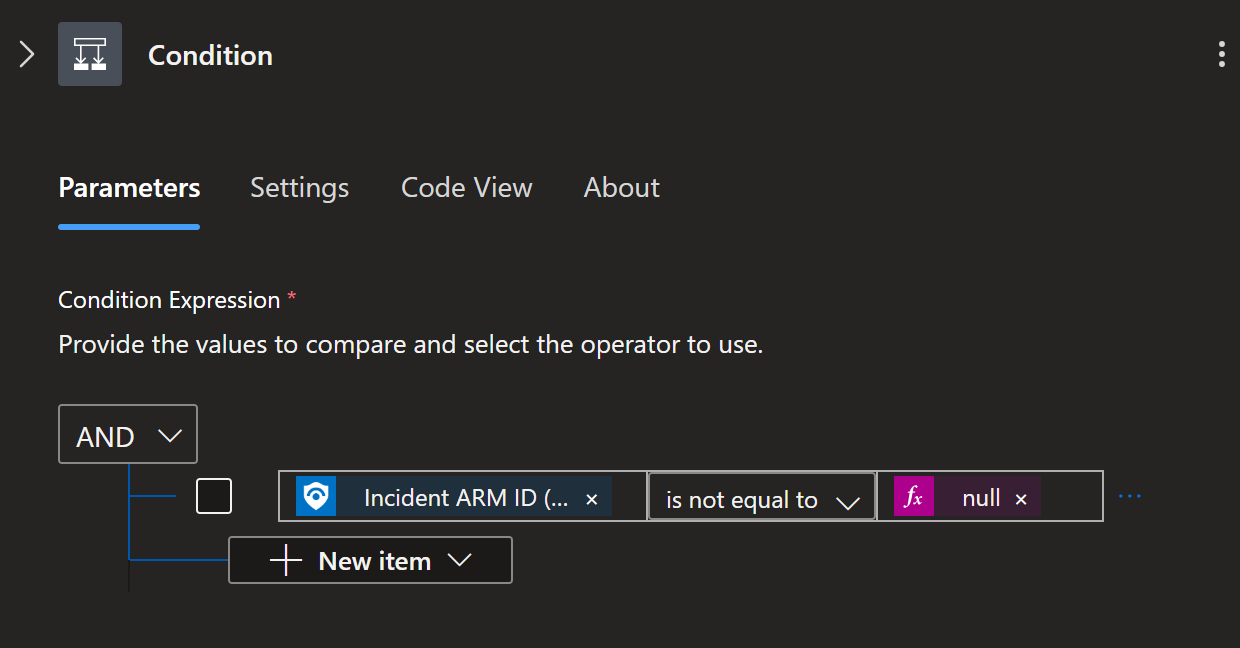 Condition
Parameters Settings Code View About
Condition Expression *
Provide the values to compare and select the operator to use.
AND
Incident ARM ID (... × is not equal to fx null × ...
+ New item